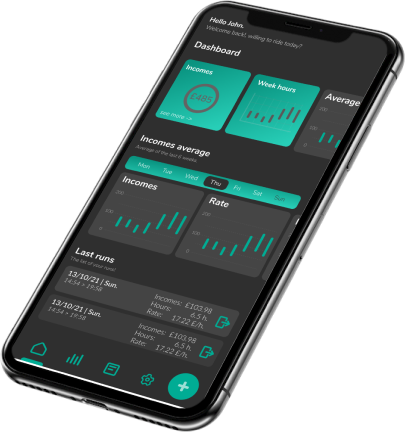 Hello John.
Welcome back!, willing to ride today?
Dashboard
Incomes
£485
see more ->
Week hours
Average
Incomes average
Average of the last 8 weeks
Mon Tue Wed Thu Fri Sat Sun
Incomes
Rate
Last runs
The list of your runs!
13/10/21 | Sun.
14:54 > 19:58
Incomes: £103.98
Hours: 6.5 h.
Rate: 17.22 £/h.
13/10/21 | Sun.
14:54 > 19:58
Incomes: £103.98
Hours: 6.5 h.
Rate: 17.22 £/h.